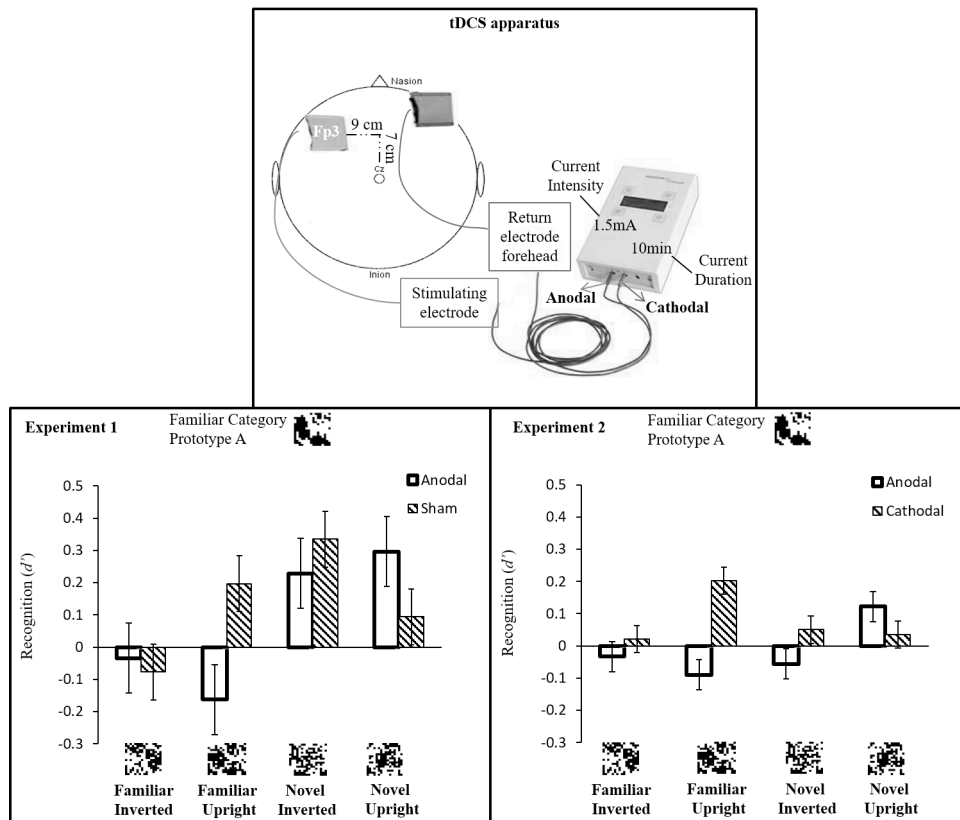 tDCS apparatus
Nasion
Fp3
9 cm
7 cm
Cz
Inion
Current
Intensity
1.5mA
10min
Current
Duration
Return
electrode
forehead
Stimulating
electrode
Anodal
Cathodal
Experiment 1
Familiar Category
Prototype A
Anodal
Sham
Recognition (d')
0.5
0.4
0.3
0.2
0.1
0
-0.1
-0.2
-0.3
Familiar Inverted
Familiar Upright
Novel Inverted
Novel Upright
Experiment 2
Familiar Category
Prototype A
Anodal
Cathodal
Recognition (d')
0.5
0.4
0.3
0.2
0.1
0
-0.1
-0.2
-0.3
Familiar Inverted
Familiar Upright
Novel Inverted
Novel Upright